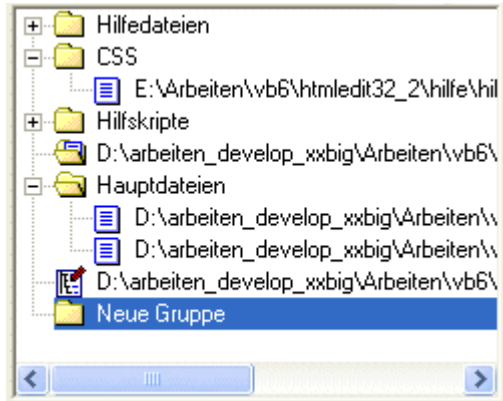 Hilfedateien
CSS
E:\Arbeiten\vb6\htmledit32_2\hilfe\hil
Hilfskripte
D:\arbeiten_develop_xxbig\Arbeiten\vb6\
Hauptdateien
D:\arbeiten_develop_xxbig\Arbeiten\
D:\arbeiten_develop_xxbig\Arbeiten\
D:\arbeiten_develop_xxbig\Arbeiten\vb6\
Neue Gruppe